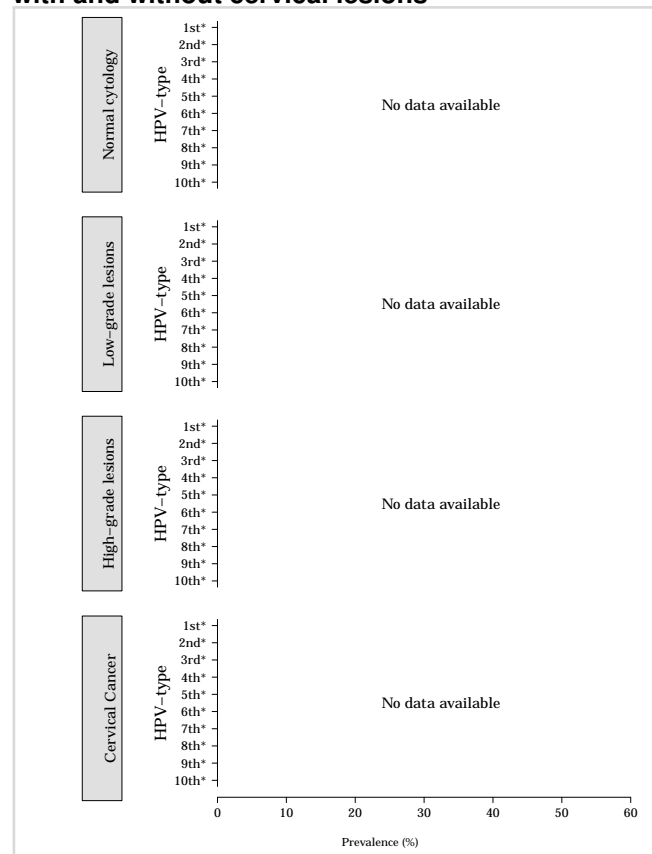 with and without cervical lesions
Normal cytology
HPV−type
1st*
2nd*
3rd*
4th*
5th*
6th*
7th*
8th*
9th*
10th*
No data available
Low−grade lesions
HPV−type
1st*
2nd*
3rd*
4th*
5th*
6th*
7th*
8th*
9th*
10th*
No data available
High−grade lesions
HPV−type
1st*
2nd*
3rd*
4th*
5th*
6th*
7th*
8th*
9th*
10th*
No data available
Cervical Cancer
HPV−type
1st*
2nd*
3rd*
4th*
5th*
6th*
7th*
8th*
9th*
10th*
No data available
0 10 20 30 40 50 60
Prevalence (%)